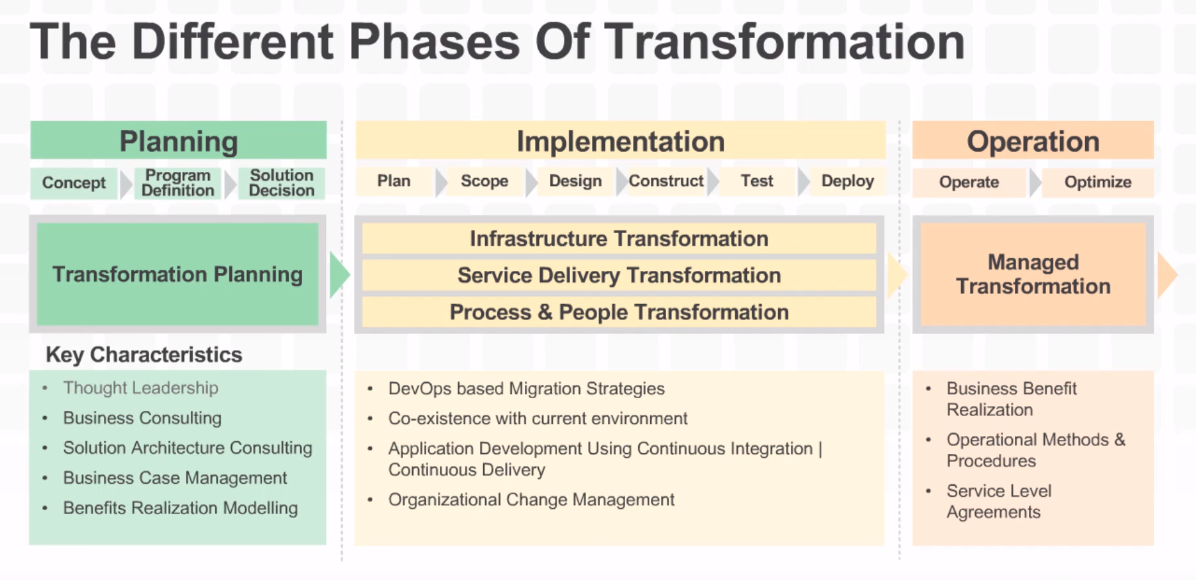 The Different Phases Of Transformation
Planning
Concept
Program
Definition
Solution
Decision
Transformation Planning
Key Characteristics
• Thought Leadership
• Business Consulting
• Solution Architecture Consulting
• Business Case Management
• Benefits Realization Modelling
Implementation
Plan
Scope
Design
Construct
Test
Deploy
Infrastructure Transformation
Service Delivery Transformation
Process & People Transformation
• DevOps based Migration Strategies
• Co-existence with current environment
• Application Development Using Continuous Integration |
Continuous Delivery
• Organizational Change Management
Operation
Operate
Optimize
Managed
Transformation
• Business Benefit
Realization
• Operational Methods &
Procedures
• Service Level
Agreements